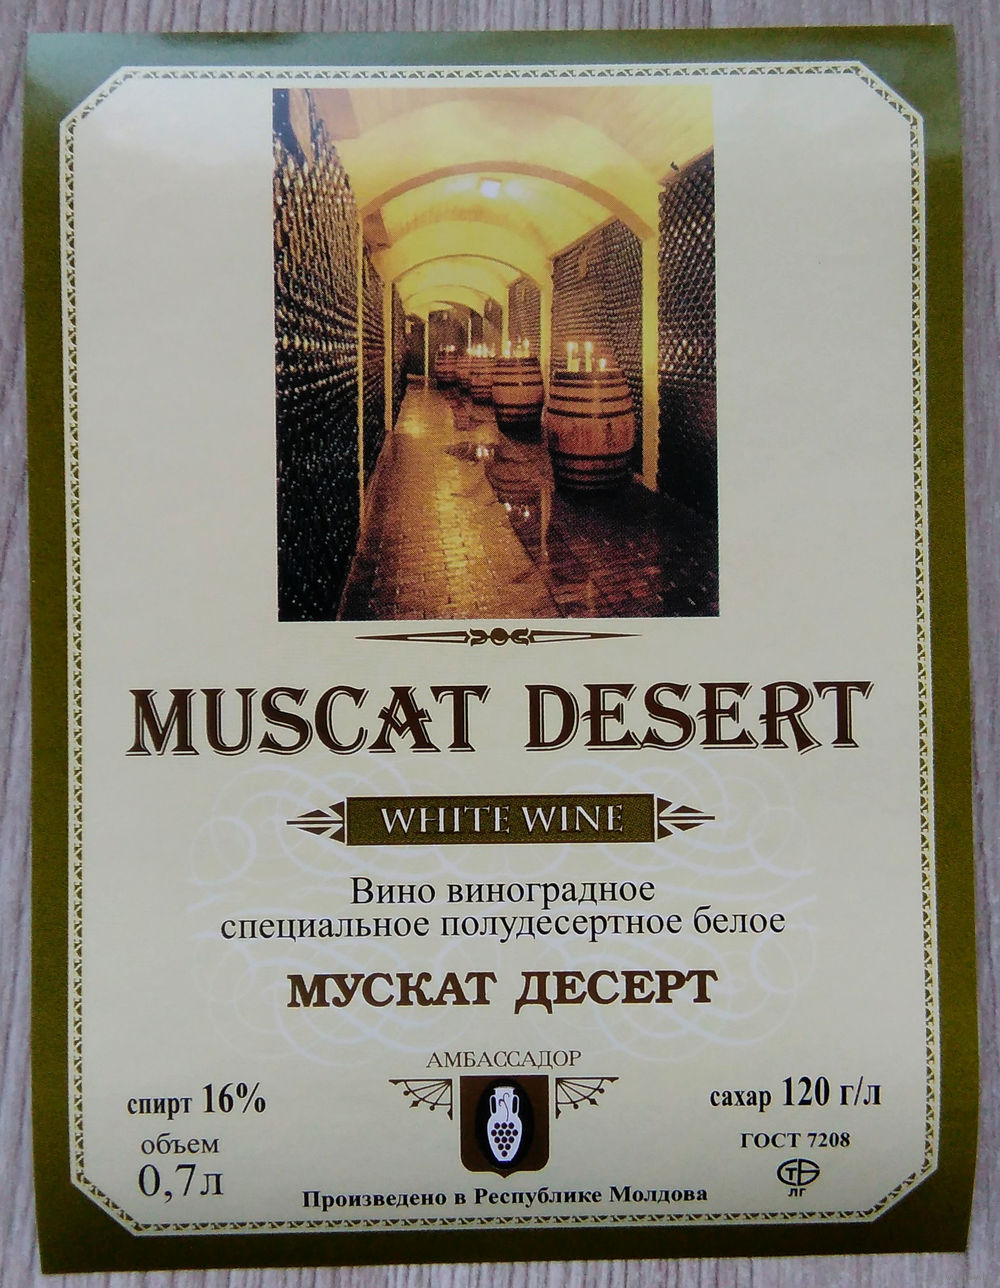 MUSCAT DESERT
WHITE WINE
Вино виноградное
специальное полудесертное белое
МУСКАТ ДЕСЕРТ
АМБАССАДОР
спирт 16%
объем
0,7л
сахар 120 г/л
ГОСТ 7208
ЛГ
Произведено в Республике Молдова